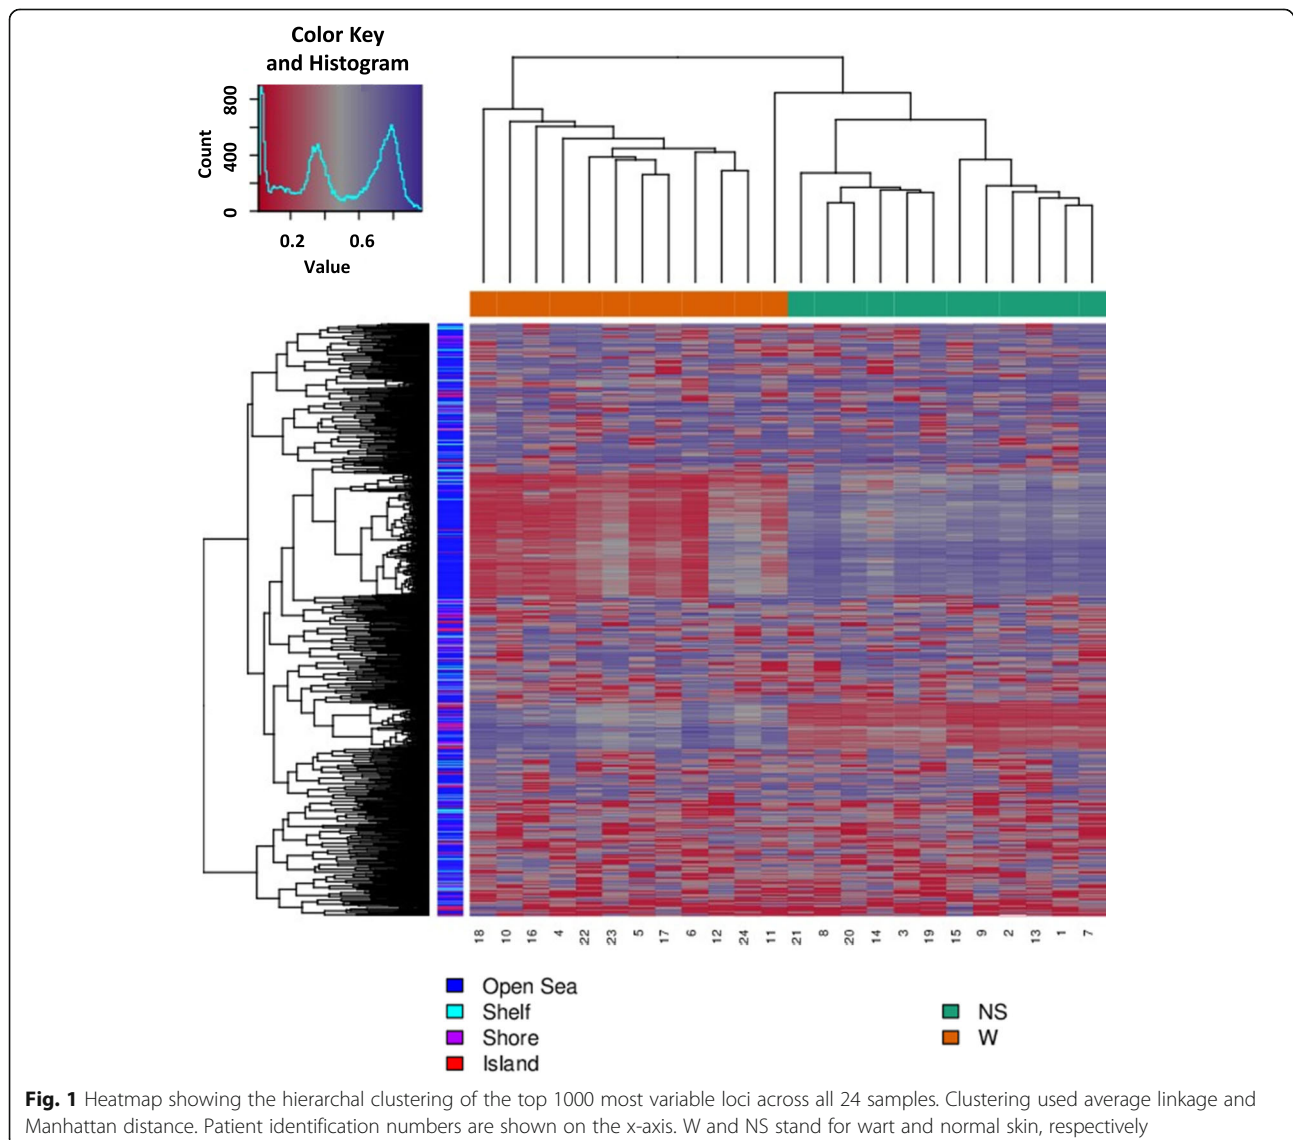 Color Key
and Histogram
Count
0 400 800
0.2 0.6
Value
18 10 16 4 22 23 5 17 6 12 24 11 21 8 20 14 3 19 15 9 2 13 1 7
Open Sea
Shelf
Shore
Island
NS
W
Fig. 1 Heatmap showing the hierarchal clustering of the top 1000 most variable loci across all 24 samples. Clustering used average linkage and
Manhattan distance. Patient identification numbers are shown on the x-axis. W and NS stand for wart and normal skin, respectively